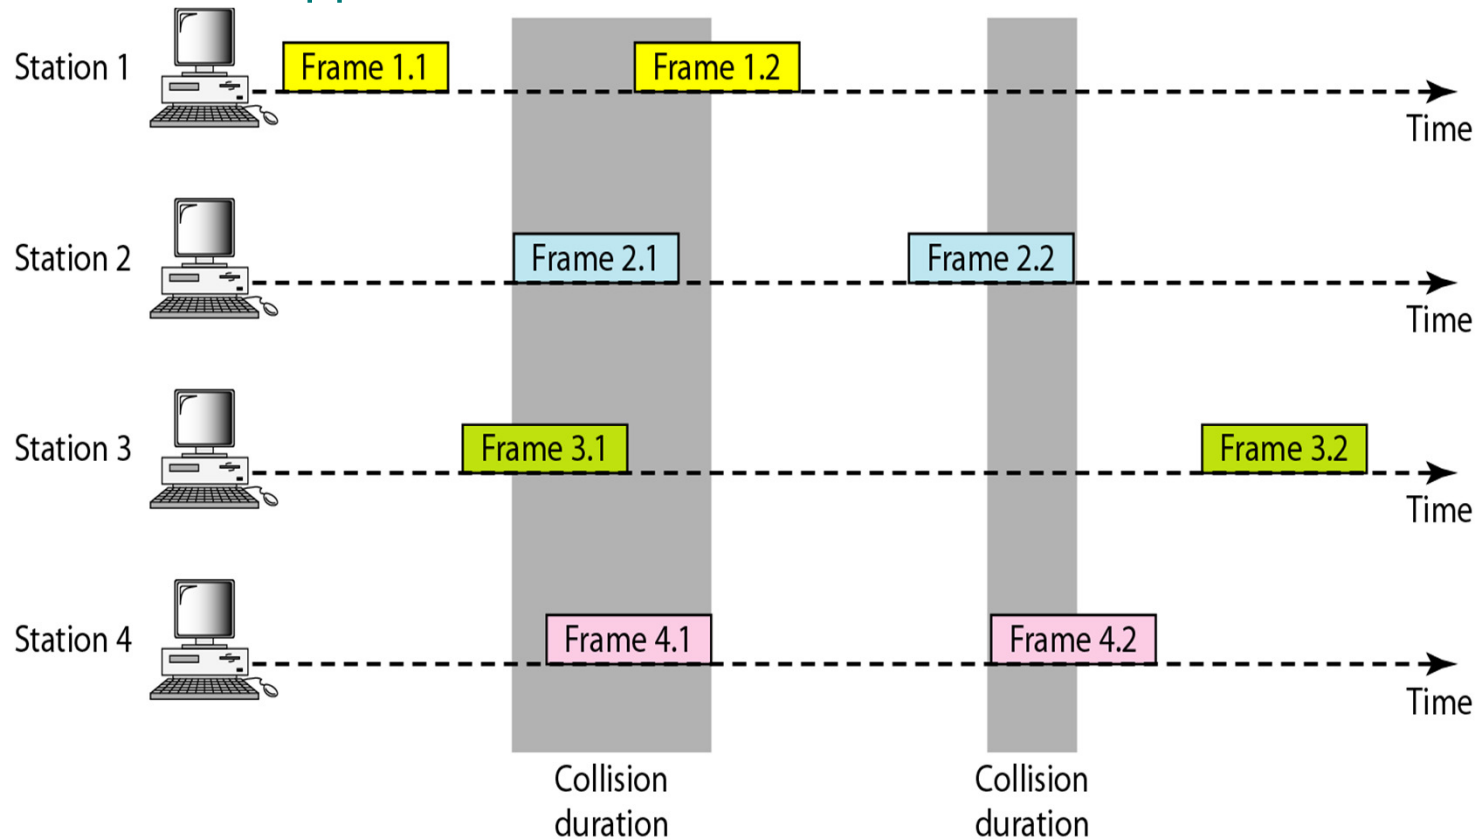 Station 1
Frame 1.1
Frame 1.2
Time
Station 2
Frame 2.1
Frame 2.2
Time
Station 3
Frame 3.1
Frame 3.2
Time
Station 4
Frame 4.1
Frame 4.2
Time
Collision
duration
Collision
duration